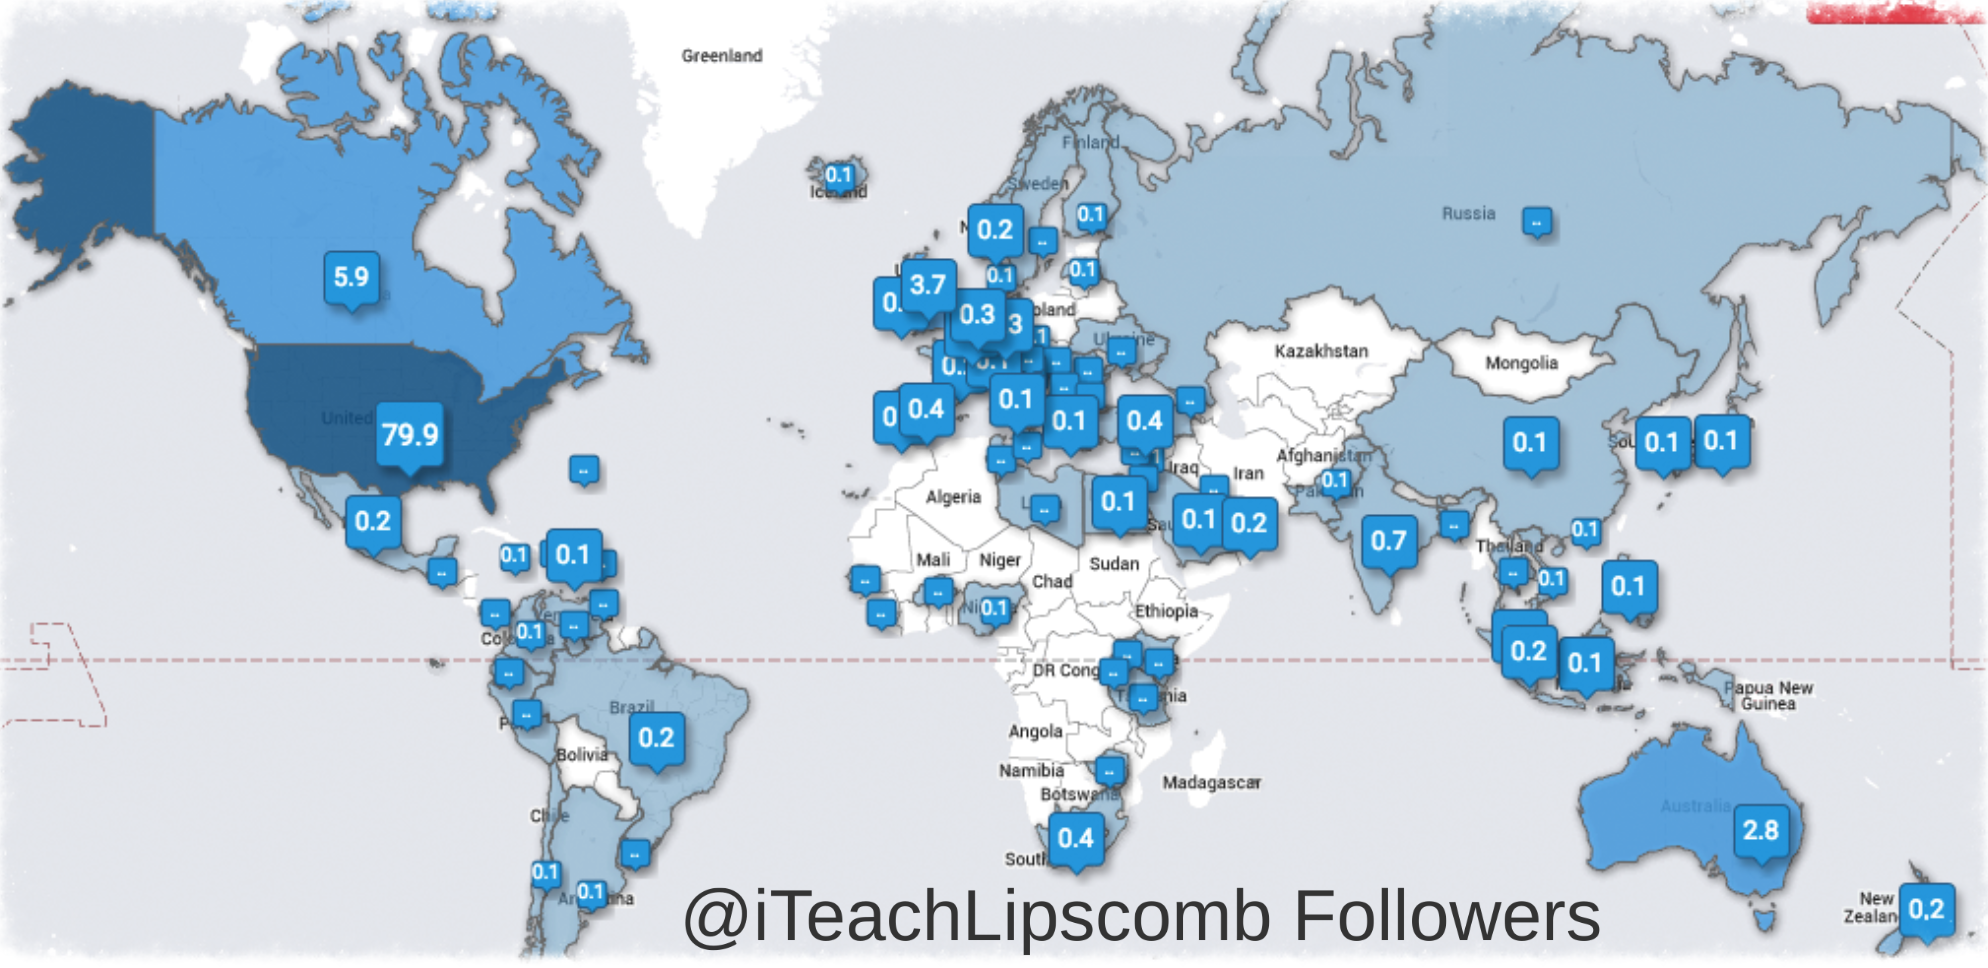 Greenland
Finland
0.1
Iceland
Sweden
0.2
0.1
Russia
--
5.9
3.7
0.1
0.1
0.3
3
Kazakhstan
Mongolia
United
79.9
0.4
0.1
0.1
0.4
0.1
0.1
0.1
Afghanistan
Iraq
Iran
0.1
Algeria
0.2
0.1
0.1
0.2
0.7
0.1
Thailand
0.1
0.1
Mali
Niger
Chad
Sudan
Ethiopia
0.1
0.1
0.1
0.1
0.2
0.1
DR Cong
Papua New
Guinea
Brazil
0.2
Bolivia
Angola
Namibia
Botswana
Madagascar
Chile
0.4
South
Australia
2.8
0.1
0.1
New
Zealan
0.2
@iTeachLipscomb Followers